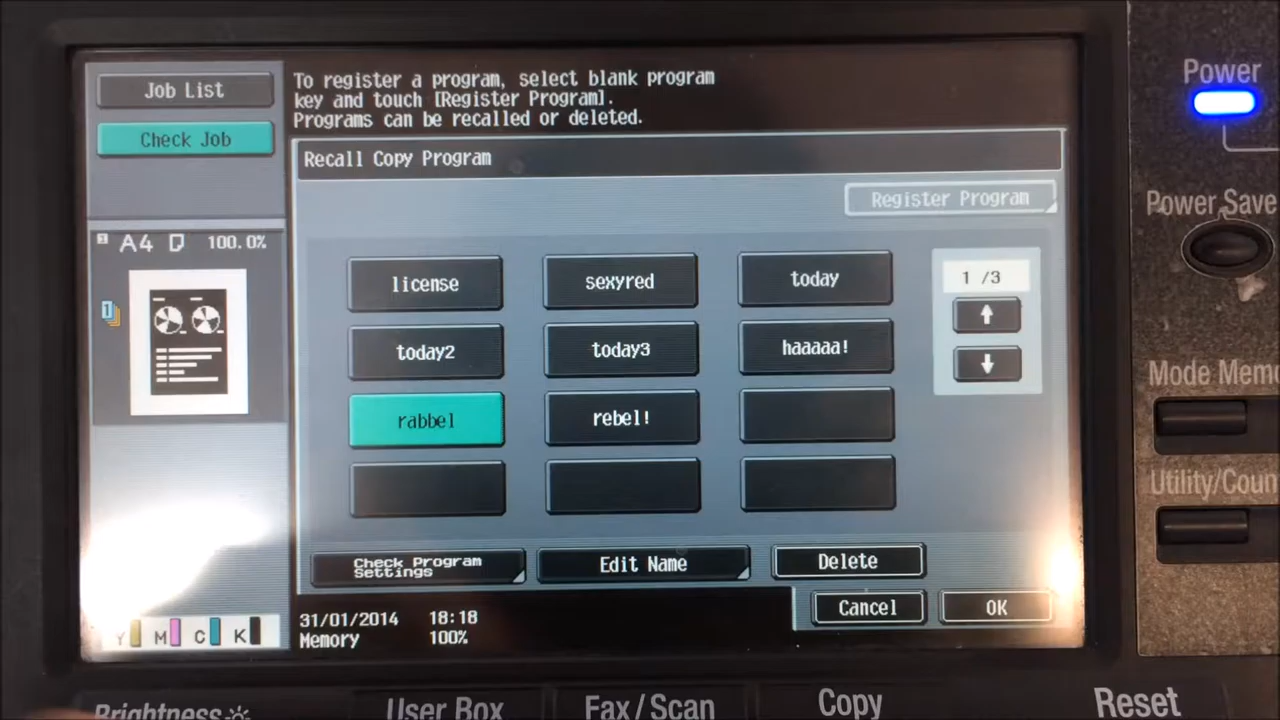 Job List
Check Job
To register a program, select blank program
key and touch [Register Program].
Programs can be recalled or deleted.
Recall Copy Program
Register Program
A4 100.0%
1
license sexyred today
1 /3
today2 today3 haaaaa!
rabbel rebel!
Check Program
Settings
Edit Name
Delete
Cancel
OK
31/01/2014 18:18
Memory 100%
Y M C K
Power
Power Save
Mode Mem
Utility/Coun
Brightness
User Box
Fax/Scan
Copy
Reset